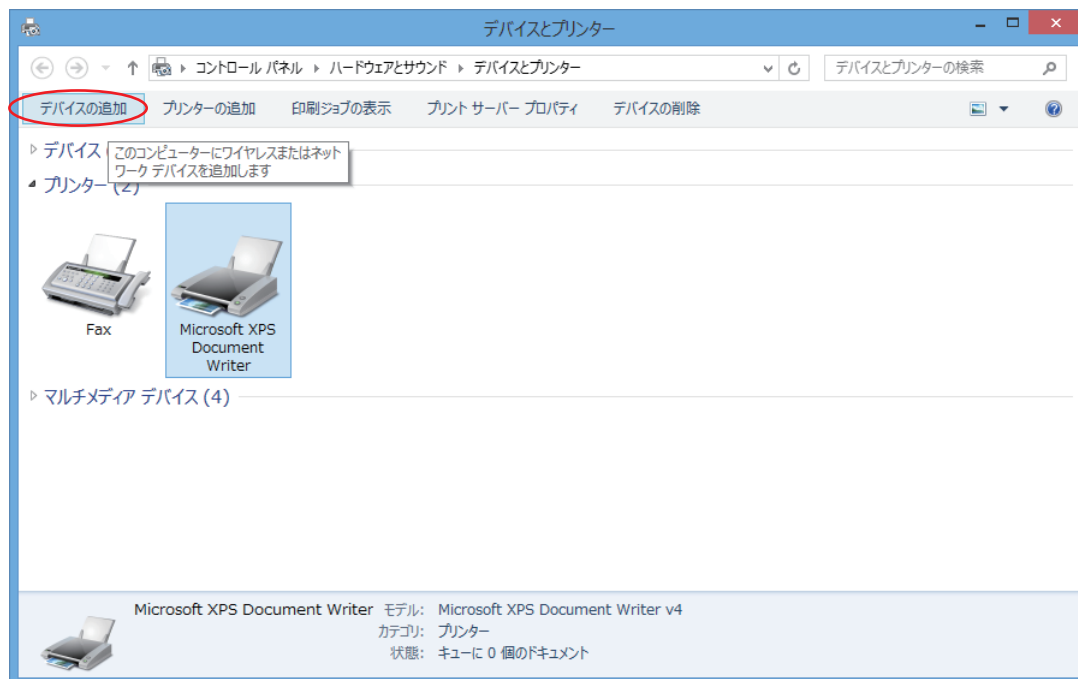 デバイスとプリンター
コントロール パネル ハードウェアとサウンド デバイスとプリンター デバイスとプリンターの検索
デバイスの追加 プリンターの追加 印刷ジョブの表示 プリント サーバー プロパティ デバイスの削除
デバイス
このコンピューターにワイヤレスまたはネット
ワーク デバイスを追加します
プリンター (2)
Fax
Microsoft XPS
Document
Writer
マルチメディア デバイス (4)
Microsoft XPS Document Writer モデル: Microsoft XPS Document Writer v4
カテゴリ: プリンター
状態: キューに 0 個のドキュメント